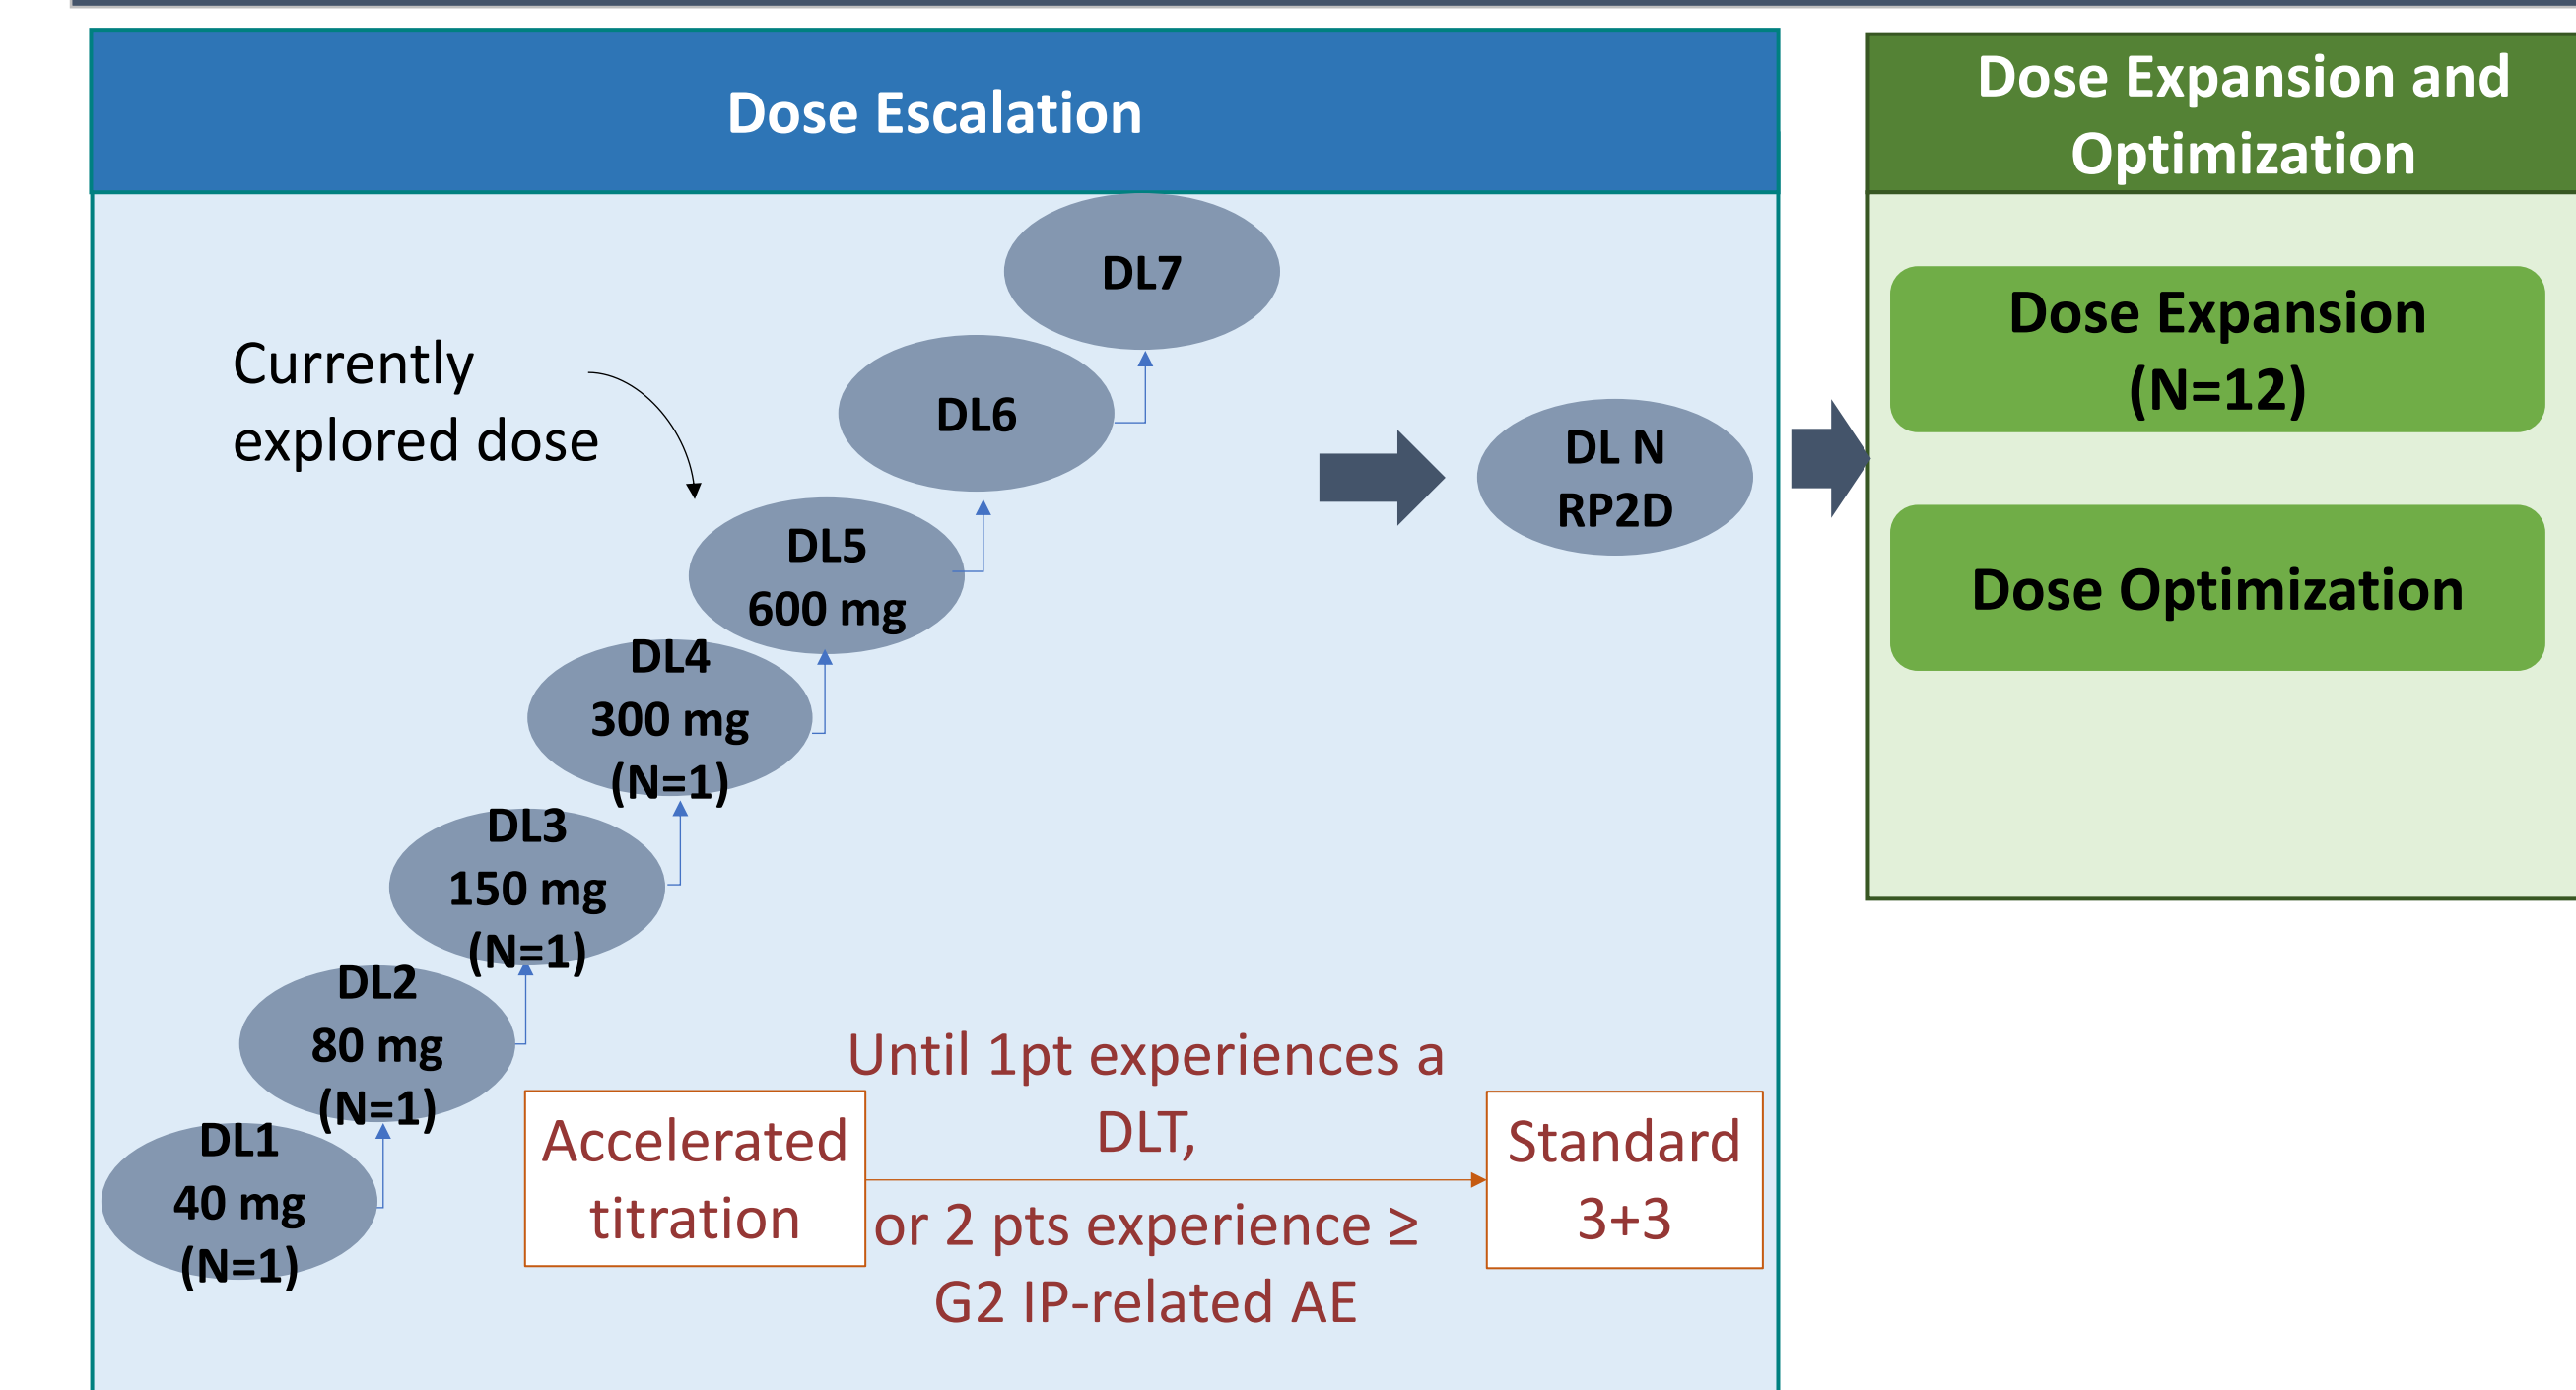 Dose Escalation
Dose Expansion and
Optimization
DL7
DL6
Currently
explored dose
DL5
600 mg
DL4
300 mg
(N=1)
DL3
150 mg
(N=1)
DL2
80 mg
(N=1)
DL1
40 mg
(N=1)
DL N
RP2D
Dose Expansion
(N=12)
Dose Optimization
Accelerated
titration
Until 1pt experiences a
DLT,
or 2 pts experience ≥
G2 IP-related AE
Standard
3+3